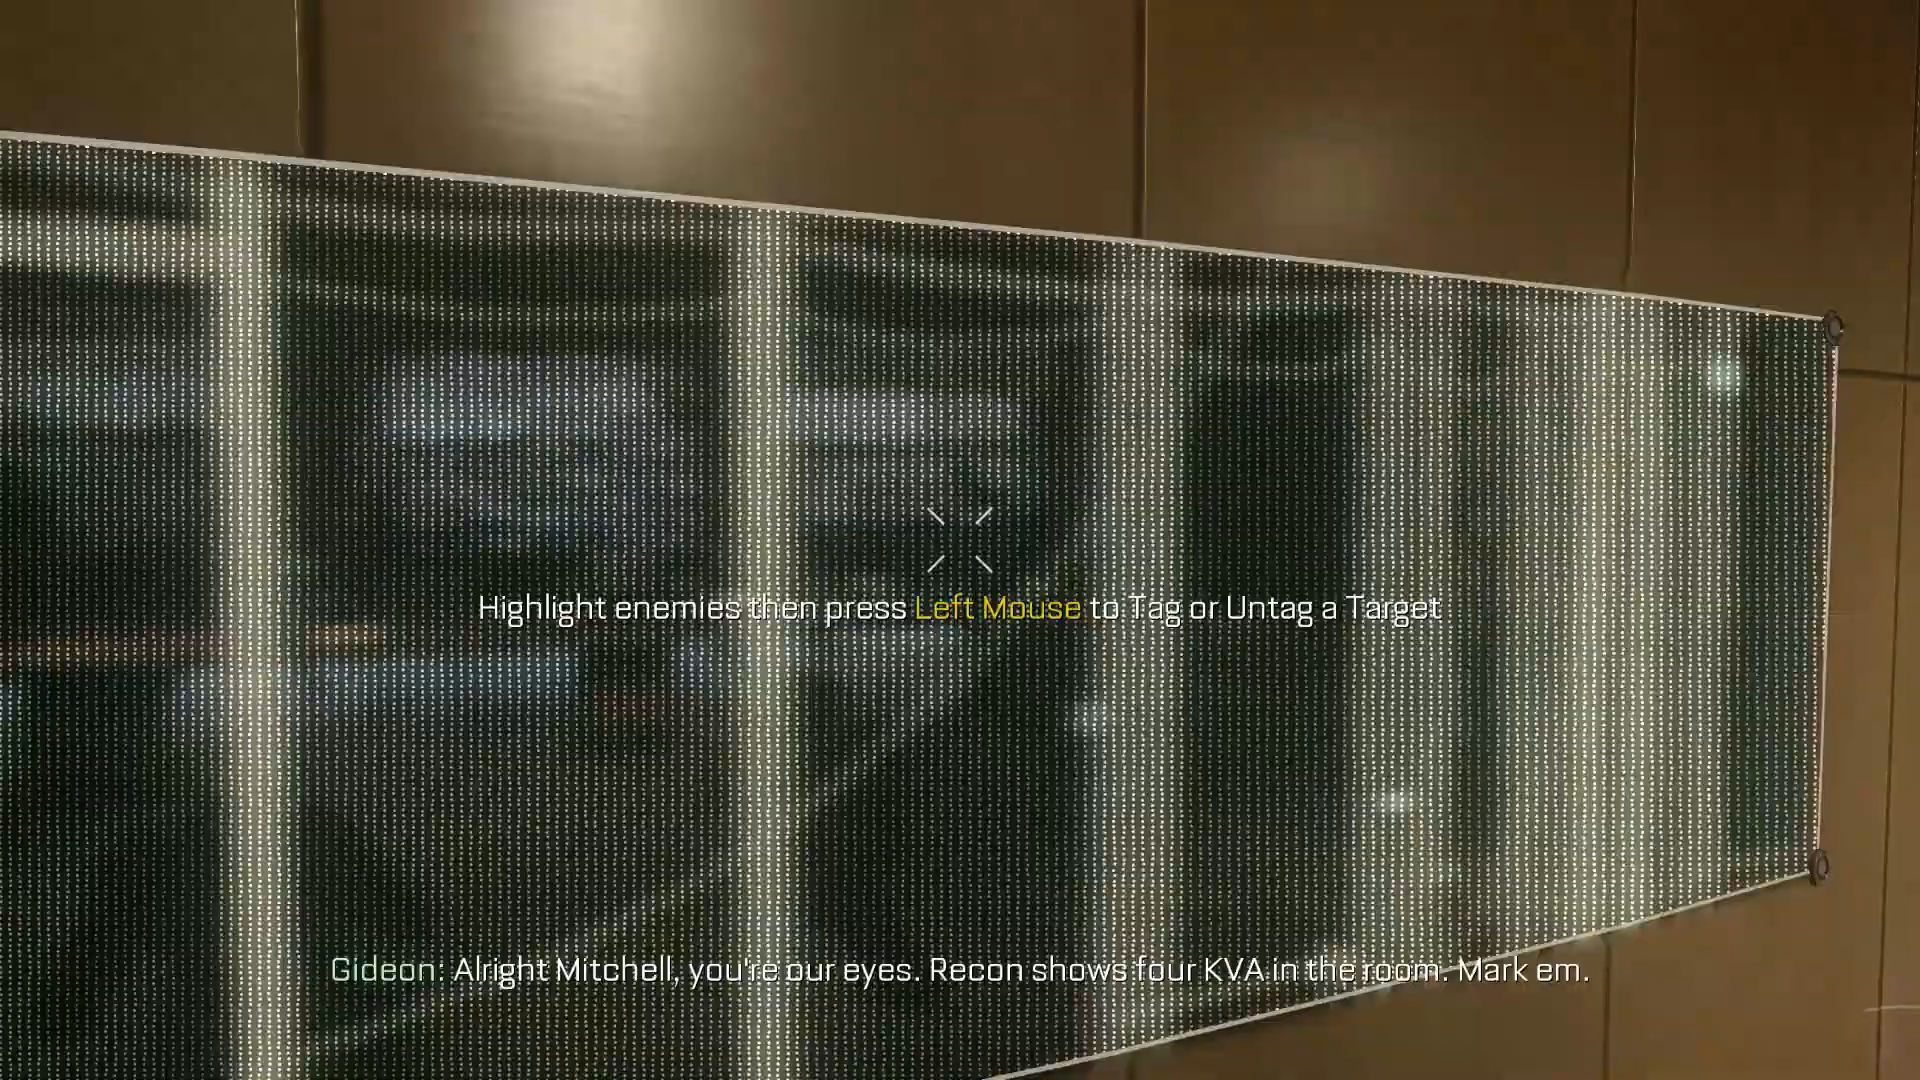 Highlight enemies then press Left Mouse to Tag or Untag a Target
Gideon: Alright Mitchell, you're our eyes. Recon shows four KVA in the room. Mark em.